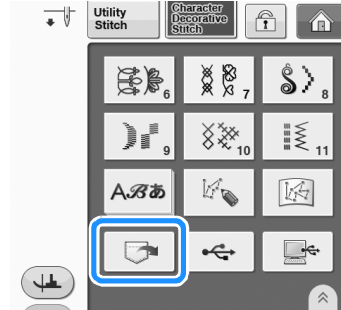 Utility
Stitch
Character
Decorative
Stitch
6
7
8
9
10
11
ABあ